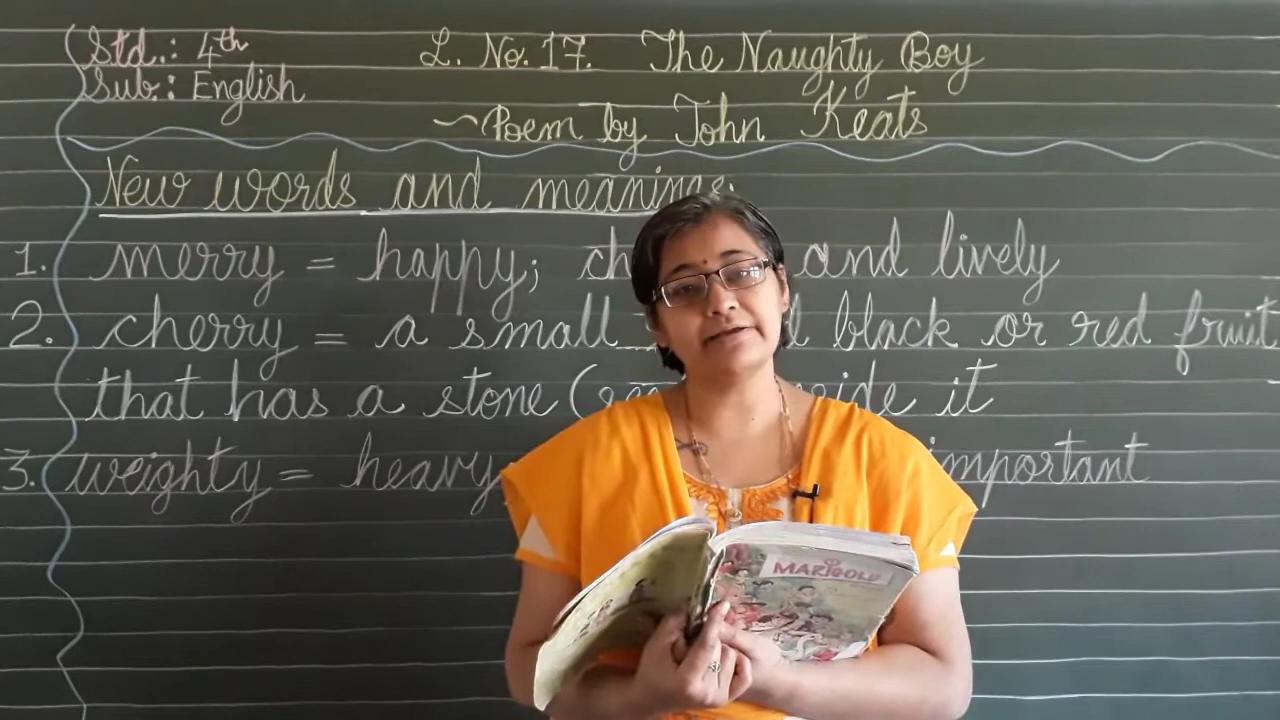 Std.: 4th
Sub.: English
L. No. 17. The Naughty Boy
~Poem by John Keats
New words and meanings.
1. merry = happy; ch and lively
2. cherry = a small black or red fruit
that has a stone ( it
3. weighty = heavy important
MARIGOLD